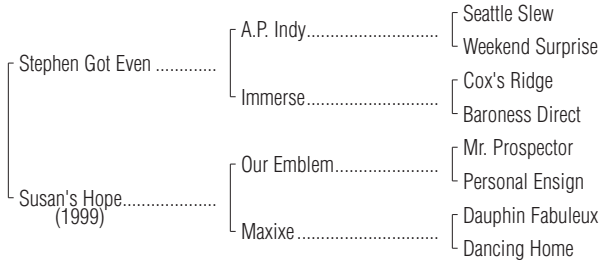 Seattle Slew
A.P. Indy..............................
Weekend Surprise
Stephen Got Even .............
Cox's Ridge
Immerse..............................
Baroness Direct
Mr. Prospector
Our Emblem........................
Personal Ensign
Susan's Hope....................
(1999)
Dauphin Fabuleux
Maxixe ................................
Dancing Home